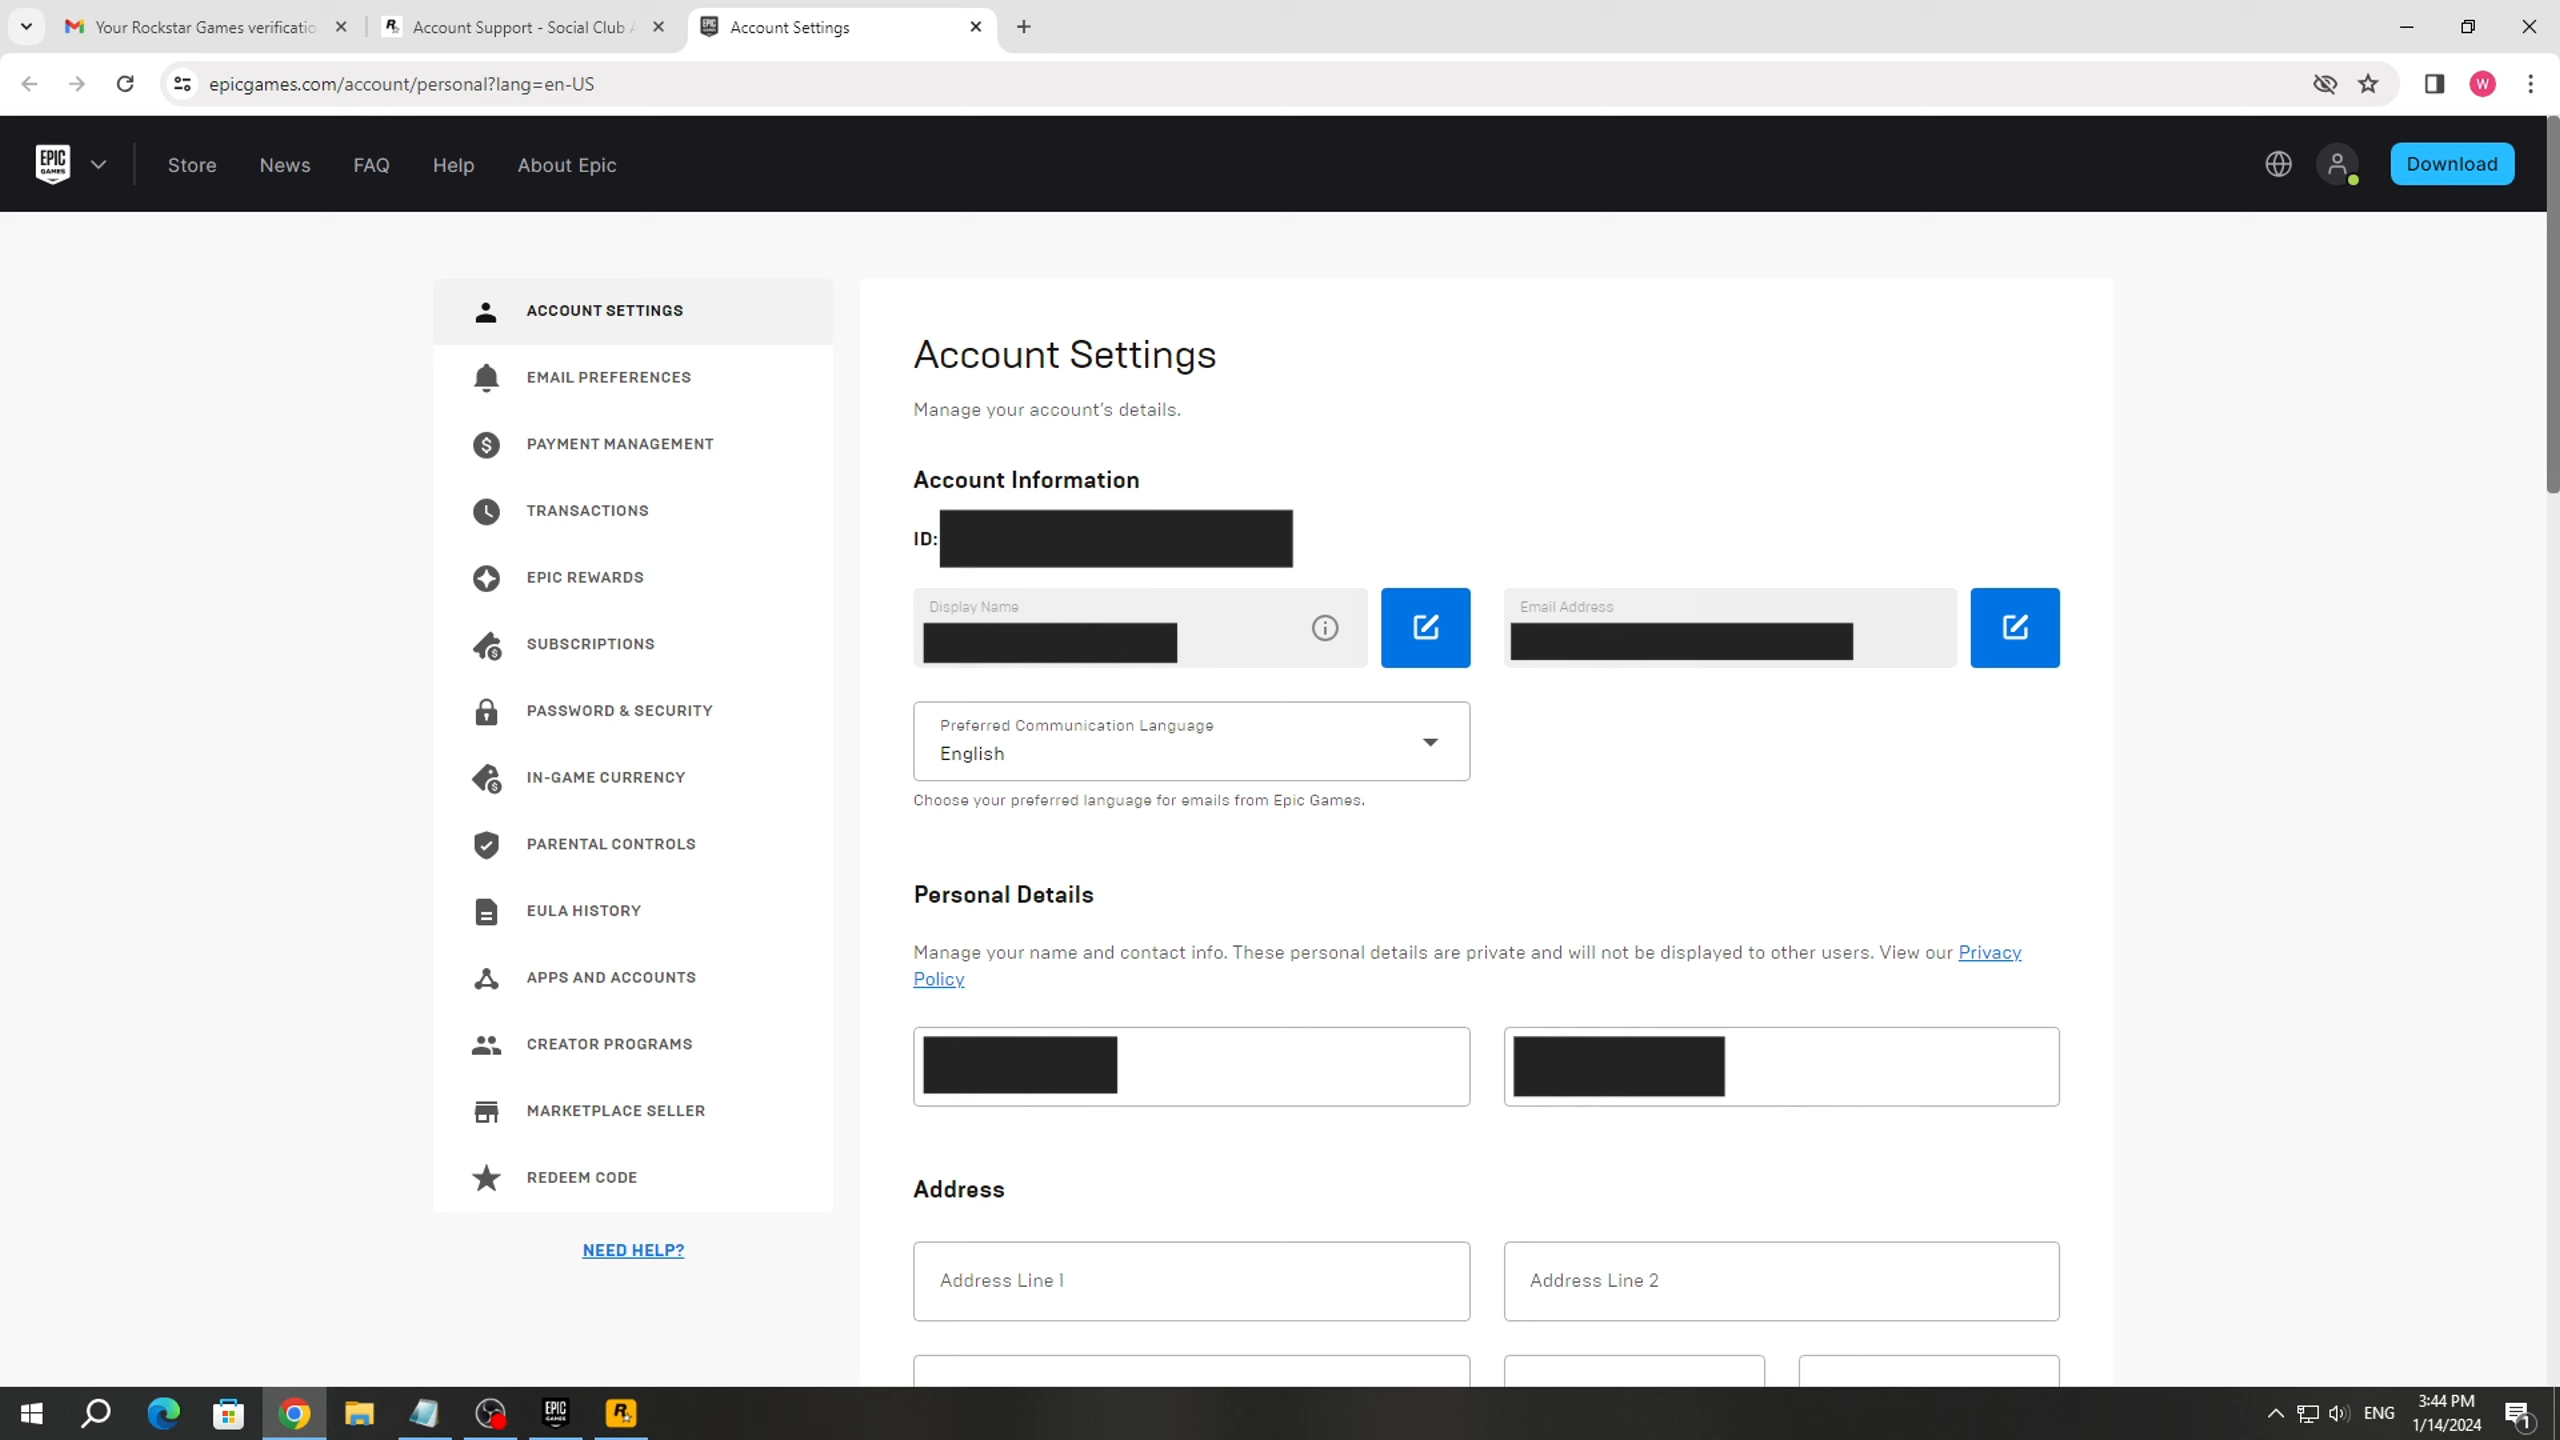 Your Rockstar Games verificatio
Account Support - Social Club
Account Settings
epicgames.com/account/personal?lang=en-US
W
EPIC GAMES
Store
News
FAQ
Help
About Epic
Download
ACCOUNT SETTINGS
EMAIL PREFERENCES
PAYMENT MANAGEMENT
TRANSACTIONS
EPIC REWARDS
SUBSCRIPTIONS
PASSWORD & SECURITY
IN-GAME CURRENCY
PARENTAL CONTROLS
EULA HISTORY
APPS AND ACCOUNTS
CREATOR PROGRAMS
MARKETPLACE SELLER
REDEEM CODE
NEED HELP?
Account Settings
Manage your account's details.
Account Information
ID:
Display Name
Email Address
Preferred Communication Language
English
Choose your preferred language for emails from Epic Games.
Personal Details
Manage your name and contact info. These personal details are private and will not be displayed to other users. View our Privacy
Policy
Address
Address Line 1
Address Line 2
EPIC GAMES
R
ENG
3:44 PM
1/14/2024
1